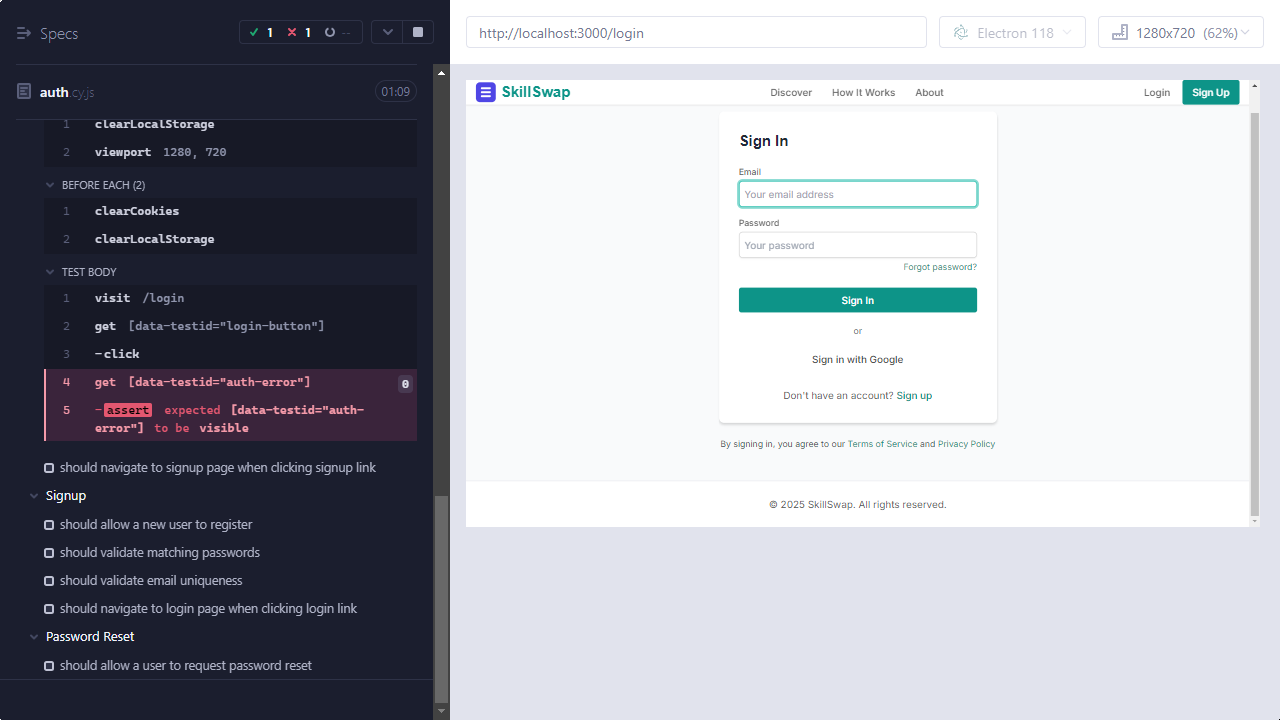 Specs
1
1
--
auth.cy.js
01:09
1 clearLocalStorage
2 viewport 1280, 720
BEFORE EACH (2)
1 clearCookies
2 clearLocalStorage
TEST BODY
1 visit /login
2 get [data-testid="login-button"]
3 -click
4 get [data-testid="auth-error"] 0
5 -assert expected [data-testid="auth-
error"] to be visible
should navigate to signup page when clicking signup link
Signup
should allow a new user to register
should validate matching passwords
should validate email uniqueness
should navigate to login page when clicking login link
Password Reset
should allow a user to request password reset
http://localhost:3000/login
Electron 118
1280x720 (62%)
SkillSwap
Discover How It Works About
Login Sign Up
Sign In
Email
Your email address
Password
Your password
Forgot password?
Sign In
or
Sign in with Google
Don't have an account? Sign up
By signing in, you agree to our Terms of Service and Privacy Policy
© 2025 SkillSwap. All rights reserved.